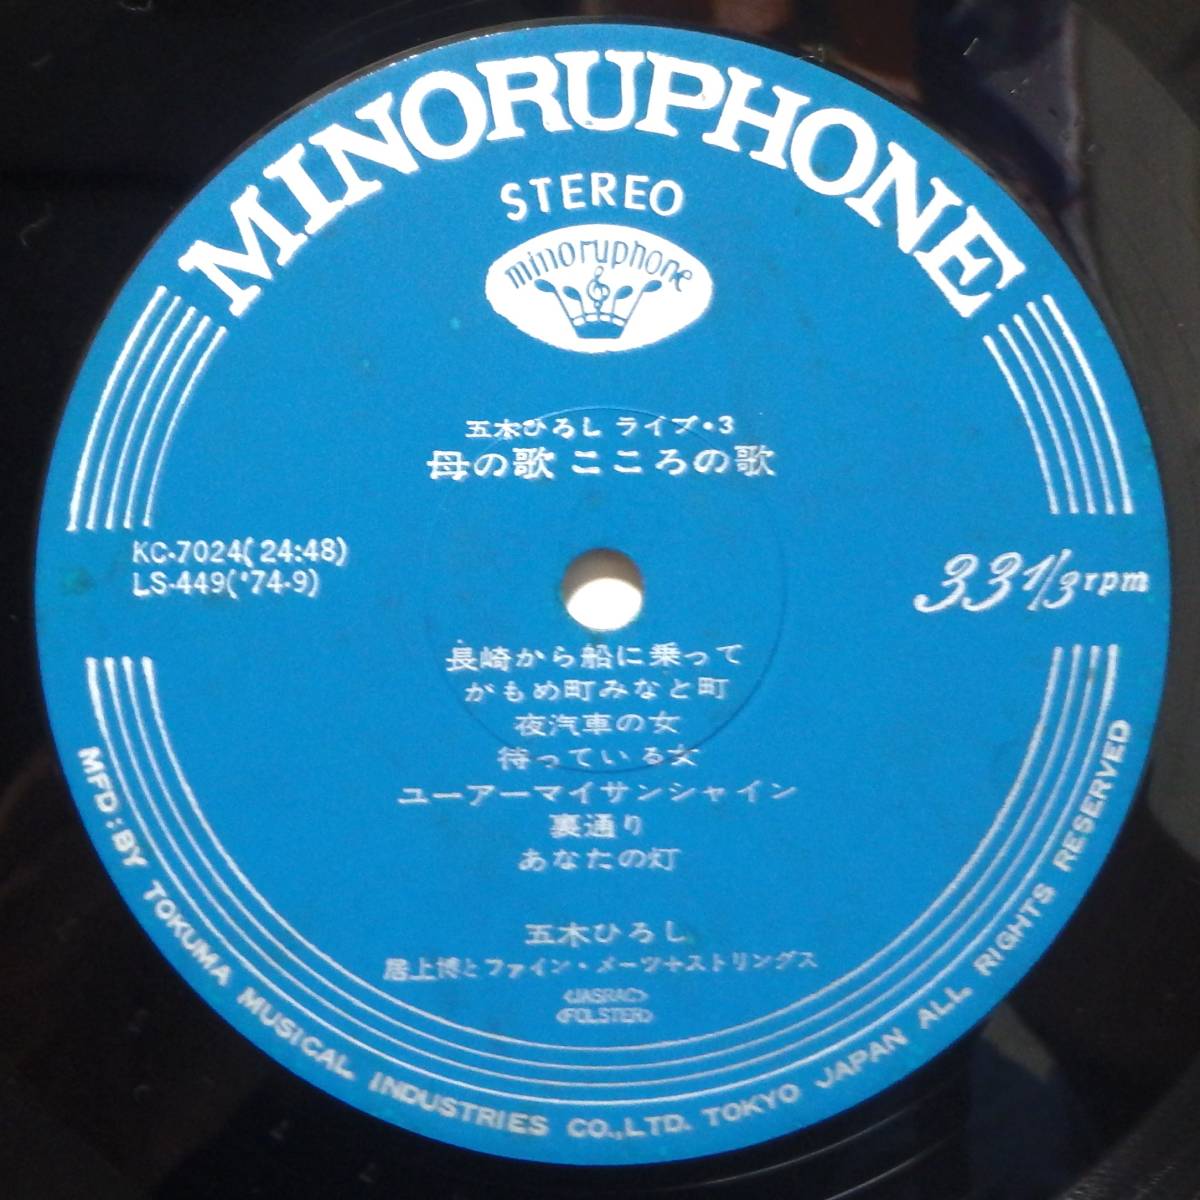 MINORUPHONE
STEREO
minoruphone
五木ひろし ライブ・3
母の歌 こころの歌
KC-7024(24:48)
LS-449('74・9)
33 1/3 rpm
長崎から船に乗って
かもめ町みなと町
夜汽車の女
待っている女
ユーアーマイサンシャイン
裏通り
あなたの灯
五木ひろし
居上博とファイン・メーツ+ストリングス
<JASRAC>
<FOLSTER>
MFD: BY TOKUMA MUSICAL INDUSTRIES CO.,LTD. TOKYO JAPAN ALL RIGHTS RESERVED